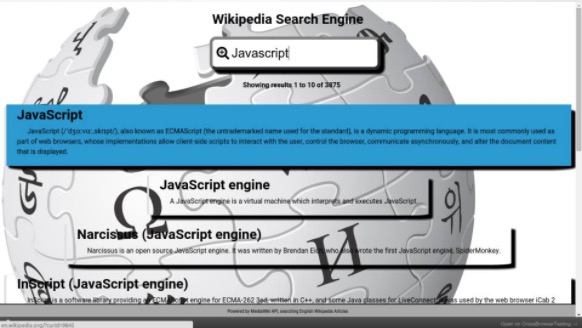 Wikipedia Search Engine
Javascript
Showing results 1 to 10 of 3875
JavaScript
JavaScript (/ˈdʒɑːvɑːˌskrɪpt/), also known as ECMAScript (the untrademarked name used for the standard), is a dynamic programming language. It is most commonly used as
part of web browsers, whose implementations allow client-side scripts to interact with the user, control the browser, communicate asynchronously, and alter the document content
that is displayed.
JavaScript engine
A JavaScript engine is a virtual machine which interprets and executes JavaScript.
Narcissus (JavaScript engine)
Narcissus is an open source JavaScript engine. It was written by Brendan Eich, who also wrote the first JavaScript engine, SpiderMonkey.
InScript (JavaScript engine)
InScript is a software library providing an ECMAScript engine for ECMA-262 3ed, written in C++, and some Java classes for LiveConnect. It was used by the web browser iCab 2
Powered by MediaWiki API, searching English Wikipedia Articles
en.wikipedia.org/?curid=9845
Q
И